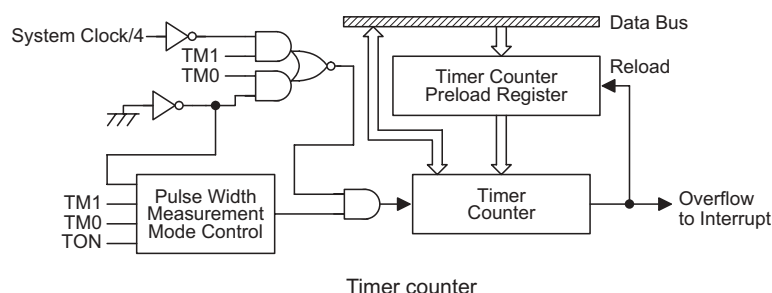 System Clock/4
TM1
TM0
Data Bus
Timer Counter
Preload Register
Reload
TM1
TM0
TON
Pulse Width
Measurement
Mode Control
Timer
Counter
Overflow
to Interrupt
Timer counter